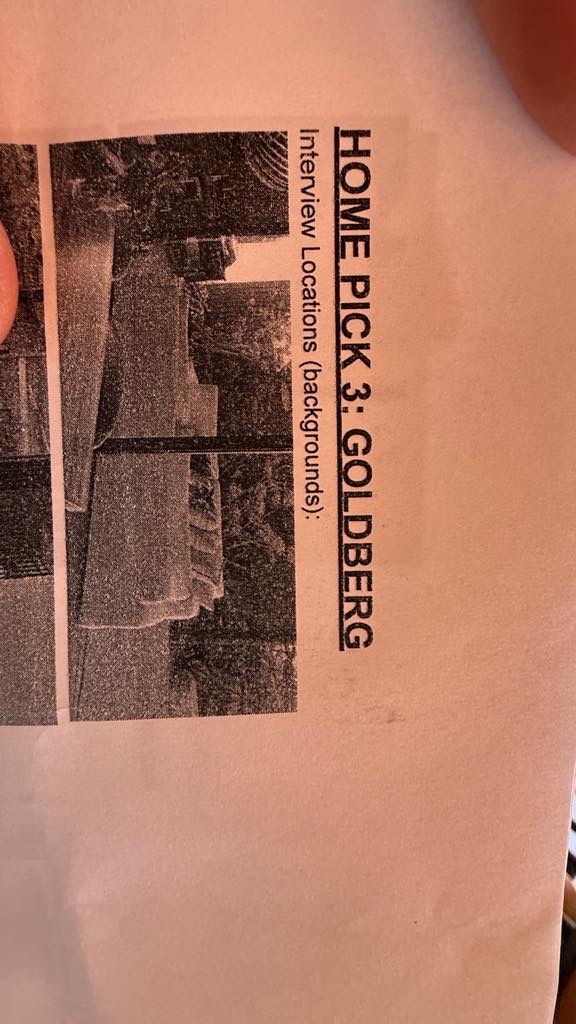 HOME PICK 3: GOLDBERG
Interview Locations (backgrounds):